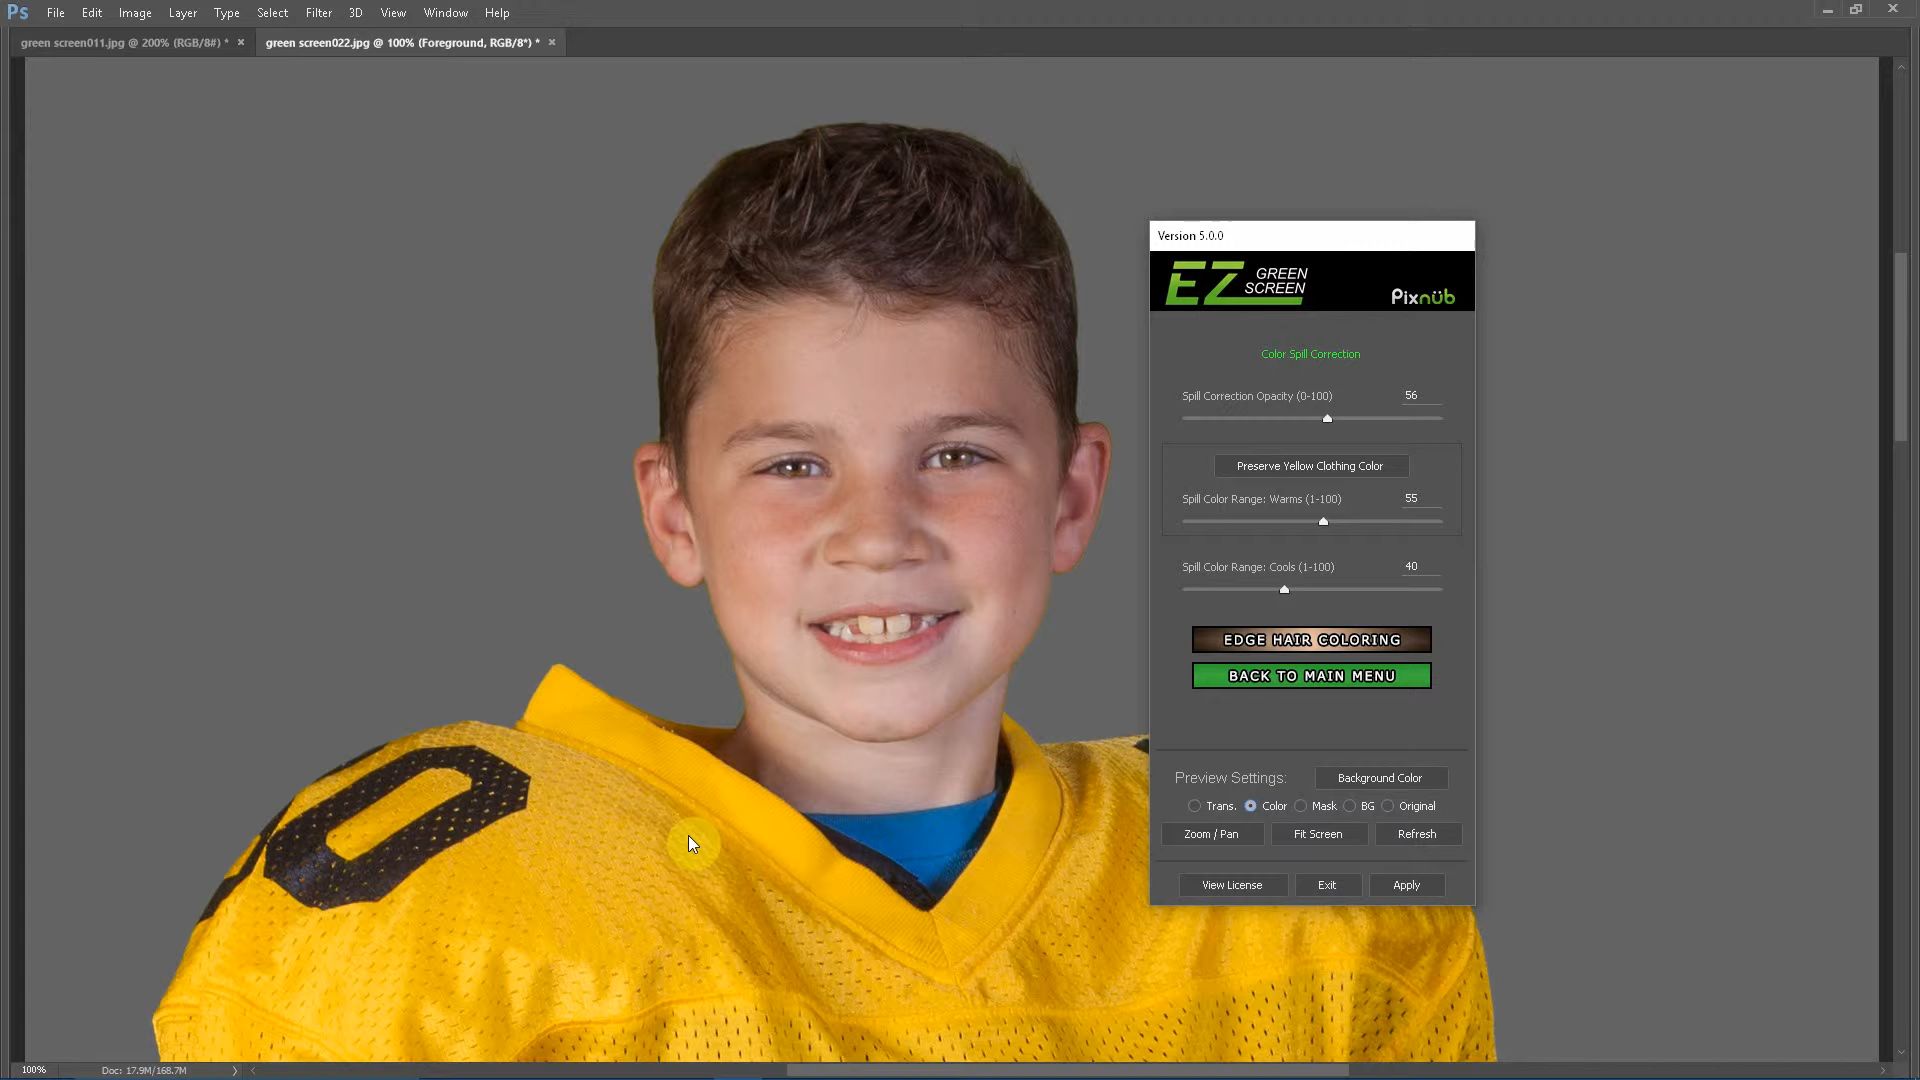 Ps File Edit Image Layer Type Select Filter 3D View Window Help
green screen011.jpg @ 200% (RGB/8#) * × green screen022.jpg @ 100% (Foreground, RGB/8*) * ×
Version 5.0.0
EZ GREEN SCREEN Pixnüb
Color Spill Correction
Spill Correction Opacity (0-100) 56
Preserve Yellow Clothing Color
Spill Color Range: Warms (1-100) 55
Spill Color Range: Cools (1-100) 40
EDGE HAIR COLORING
BACK TO MAIN MENU
Preview Settings: Background Color
Trans. Color Mask BG Original
Zoom / Pan Fit Screen Refresh
View License Exit Apply
0
100% Doc: 17.9M/168.7M